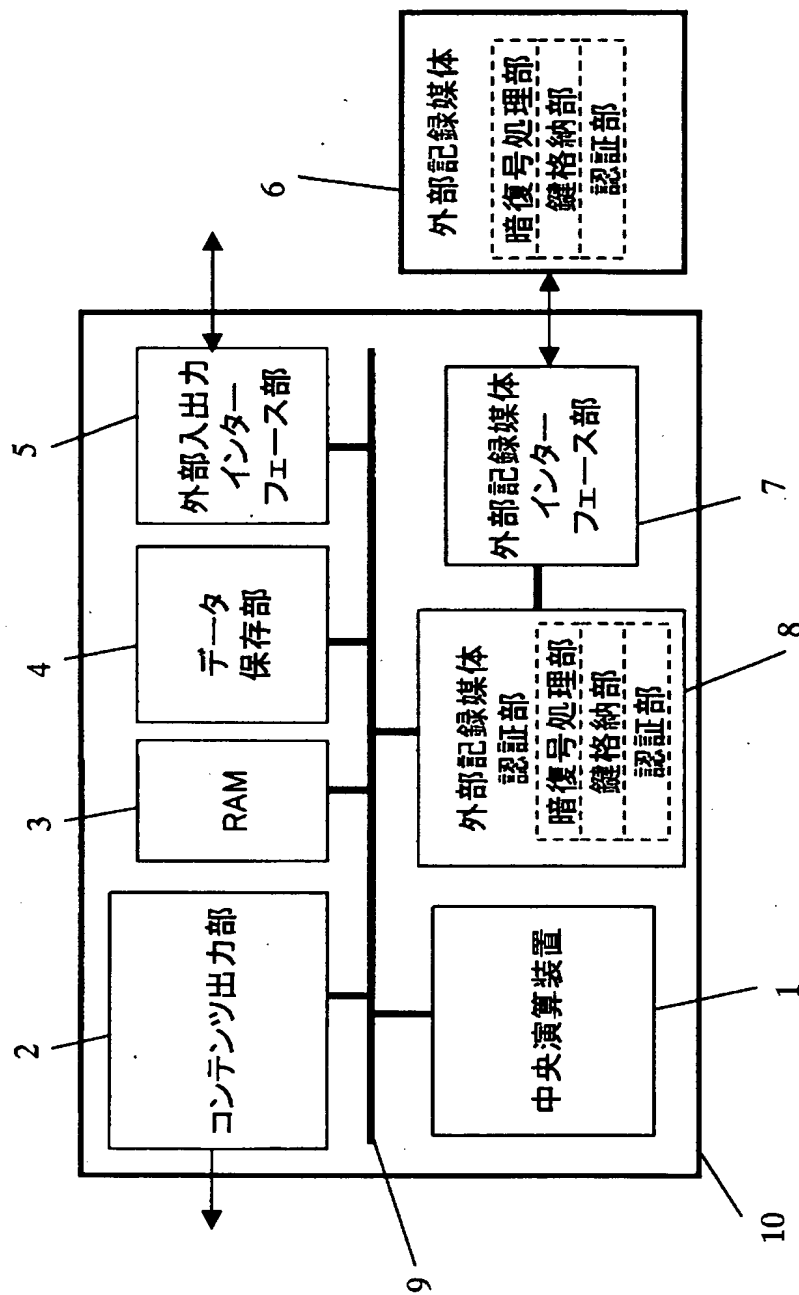 2
コンテンツ出力部
3
RAM
4
データ
保存部
5
外部入出力
インター
フェース部
6
外部記録媒体
暗復号処理部
鍵格納部
認証部
9
中央演算装置
1
外部記録媒体
認証部
暗復号処理部
鍵格納部
認証部
8
外部記録媒体
インター
フェース部
7
10